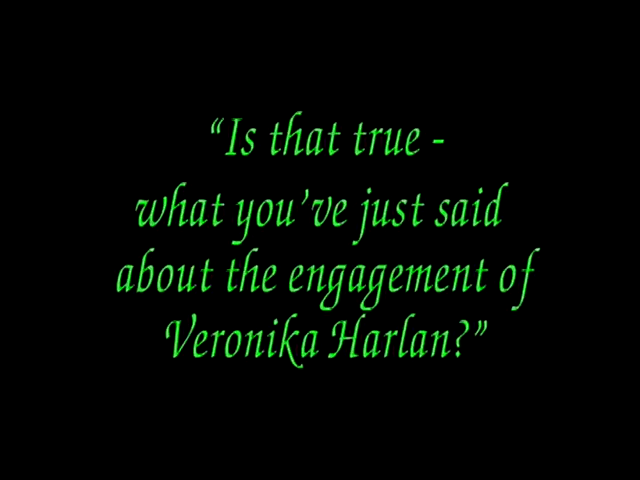 “Is that true -
what you’ve just said
about the engagement of
Veronika Harlan?”